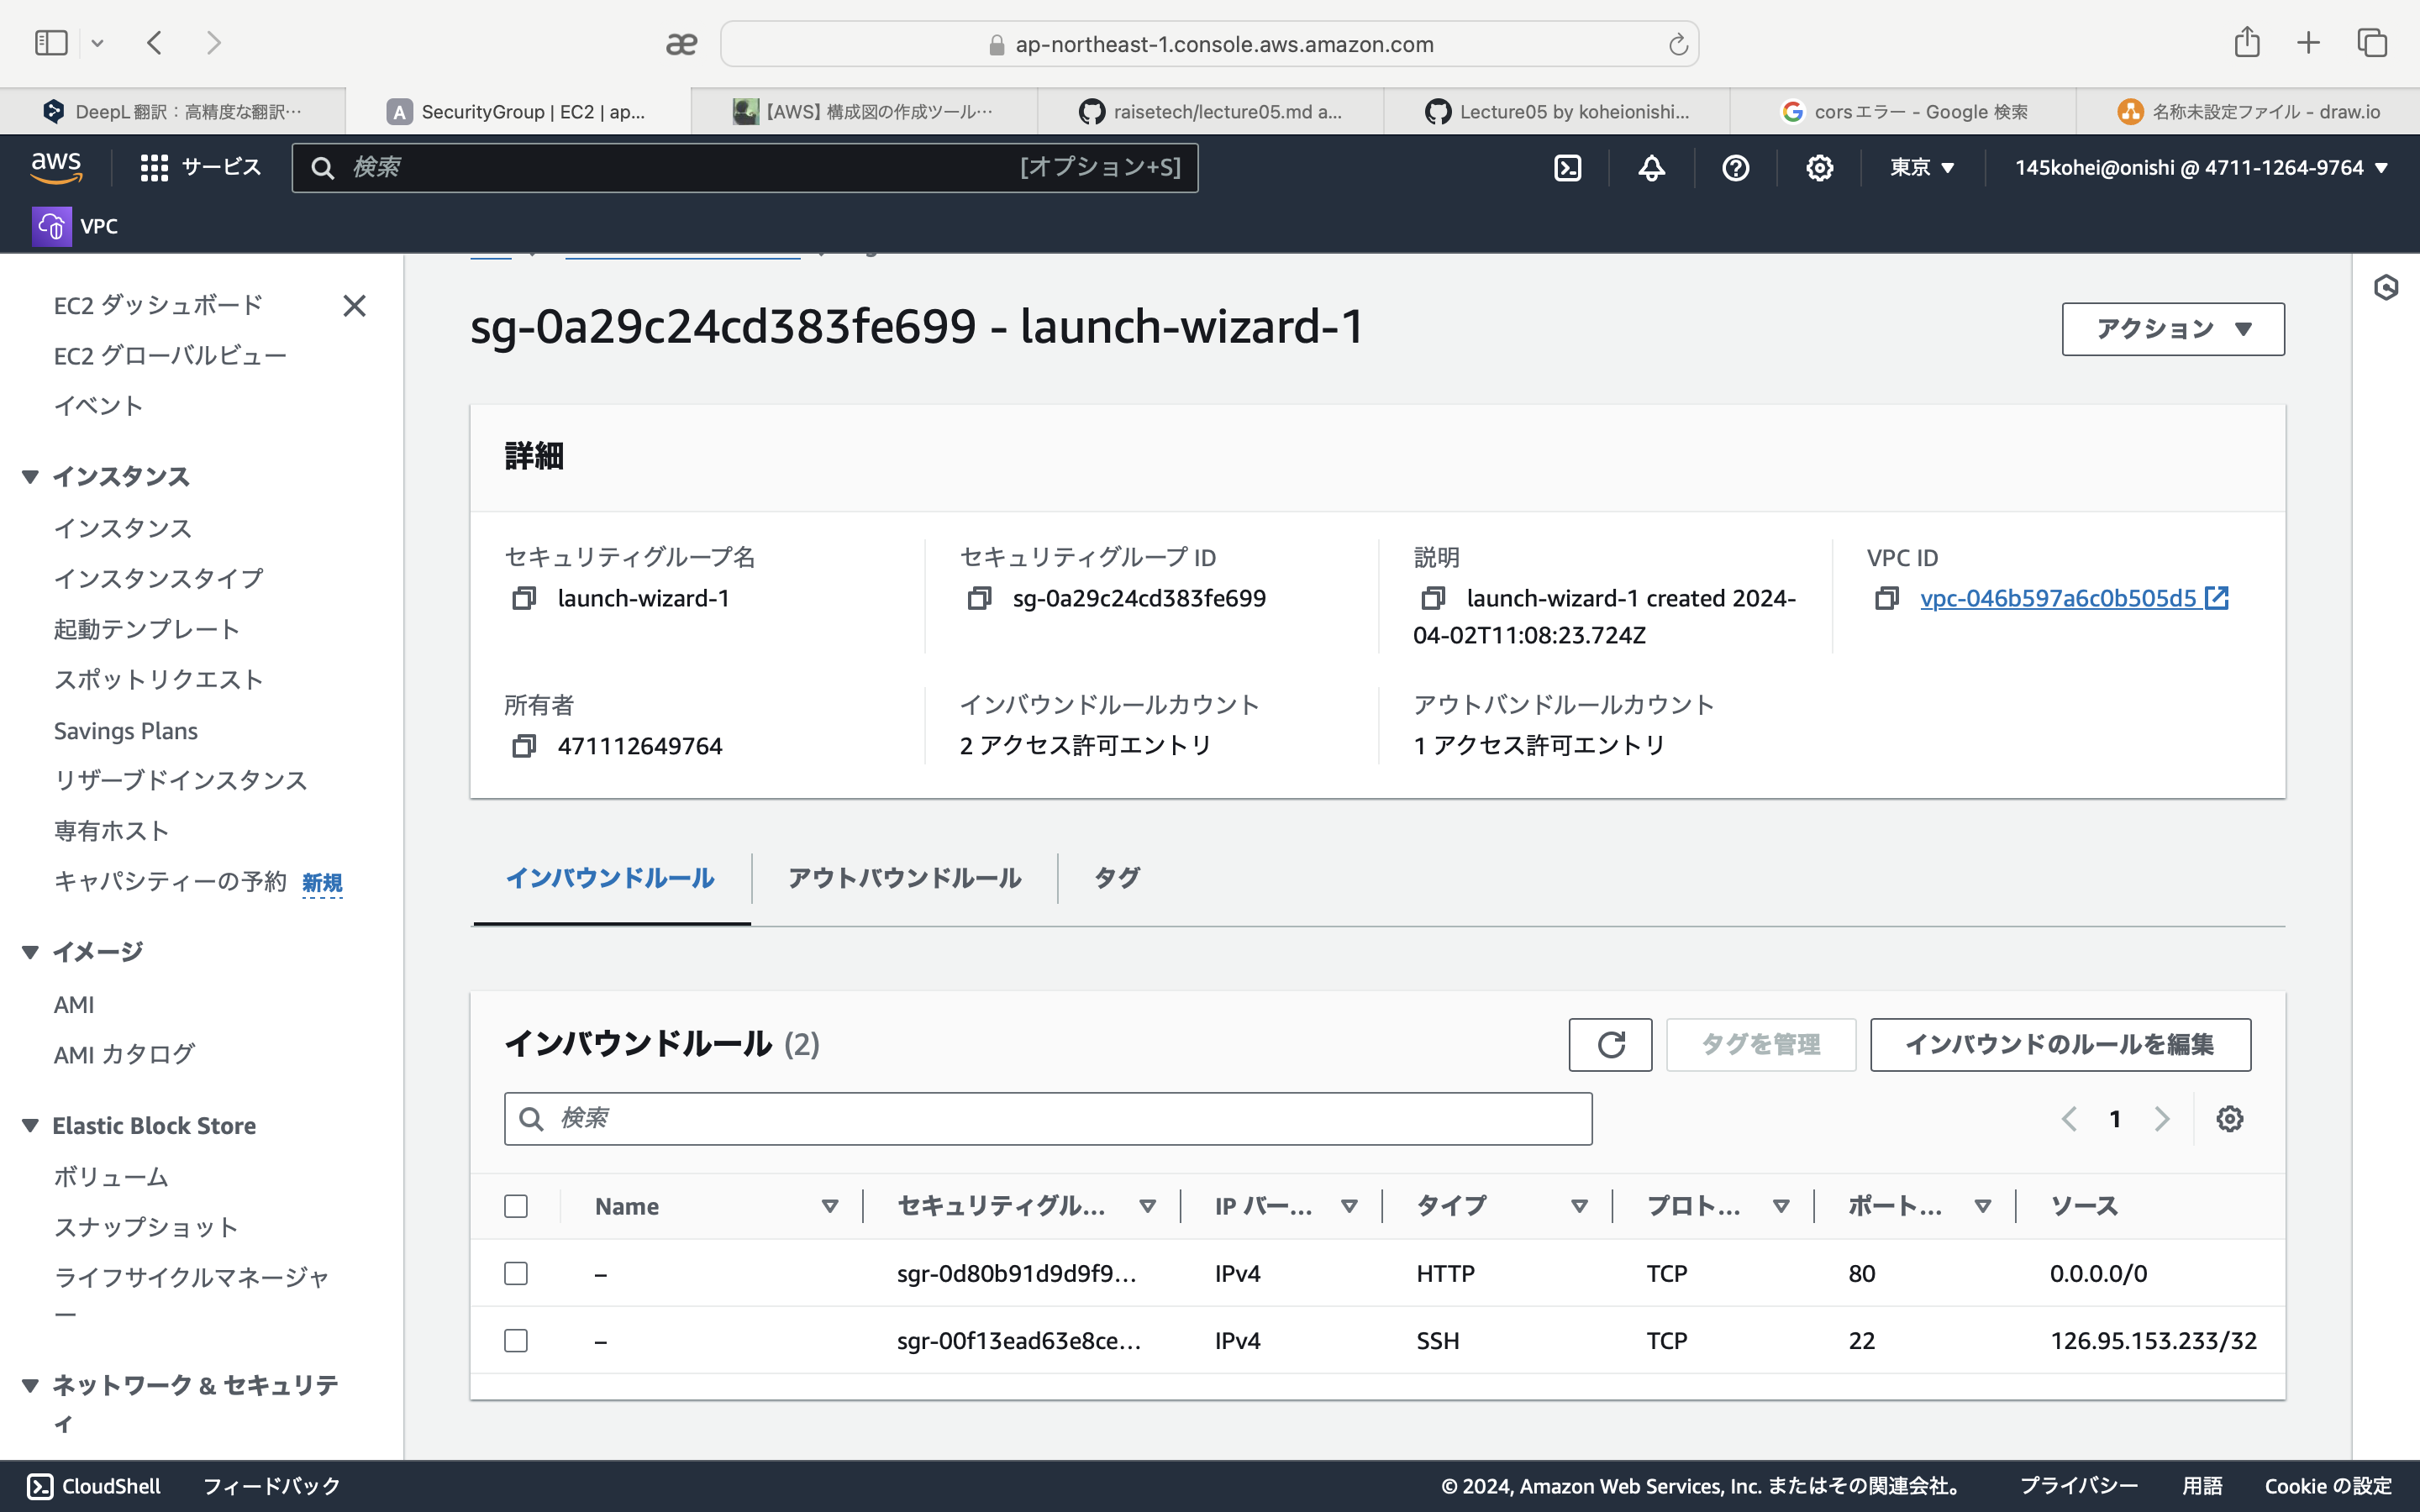 ap-northeast-1.console.aws.amazon.com
DeepL 翻訳：高精度な翻訳…
A SecurityGroup | EC2 | ap...
【AWS】構成図の作成ツール…
raisetech/lecture05.md a...
Lecture05 by koheionishi...
cors エラー - Google 検索
名称未設定ファイル - draw.io
aws
サービス
検索
[オプション+S]
東京
145kohei@onishi @ 4711-1264-9764
VPC
EC2 ダッシュボード
EC2 グローバルビュー
イベント
インスタンス
インスタンス
インスタンスタイプ
起動テンプレート
スポットリクエスト
Savings Plans
リザーブドインスタンス
専有ホスト
キャパシティーの予約 新規
イメージ
AMI
AMI カタログ
Elastic Block Store
ボリューム
スナップショット
ライフサイクルマネージャ
ー
ネットワーク & セキュリテ
ィ
sg-0a29c24cd383fe699 - launch-wizard-1
アクション
詳細
セキュリティグループ名
launch-wizard-1
セキュリティグループ ID
sg-0a29c24cd383fe699
説明
launch-wizard-1 created 2024-
04-02T11:08:23.724Z
VPC ID
vpc-046b597a6c0b505d5
所有者
471112649764
インバウンドルールカウント
2 アクセス許可エントリ
アウトバンドルールカウント
1 アクセス許可エントリ
インバウンドルール
アウトバウンドルール
タグ
インバウンドルール (2)
タグを管理
インバウンドのルールを編集
検索
1
Name セキュリティグル... IP バー... タイプ プロト... ポート... ソース
– sgr-0d80b91d9d9f9... IPv4 HTTP TCP 80 0.0.0.0/0
– sgr-00f13ead63e8ce... IPv4 SSH TCP 22 126.95.153.233/32
CloudShell
フィードバック
© 2024, Amazon Web Services, Inc. またはその関連会社。
プライバシー
用語
Cookie の設定